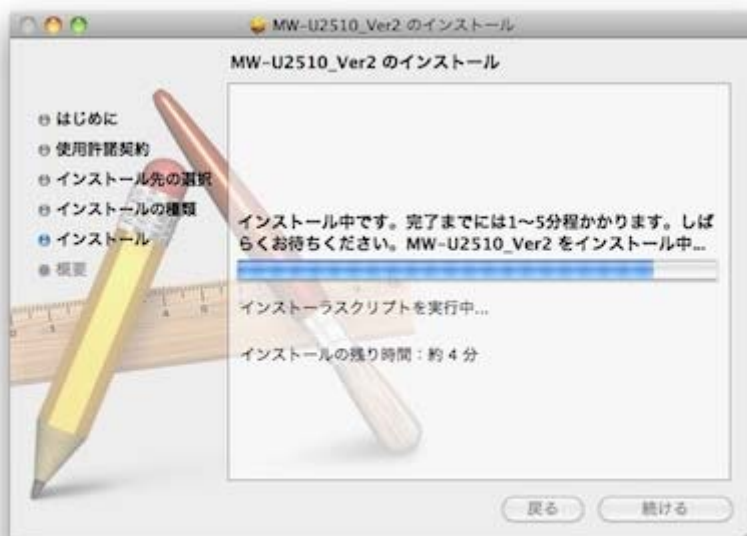 MW-U2510_Ver2 のインストール
MW-U2510_Ver2 のインストール
はじめに
使用許諾契約
インストール先の選択
インストールの種類
インストール
概要
インストール中です。完了までには1〜5分程かかります。しば
らくお待ちください。MW-U2510_Ver2 をインストール中...
インストーラスクリプトを実行中...
インストールの残り時間：約 4 分
戻る
続ける